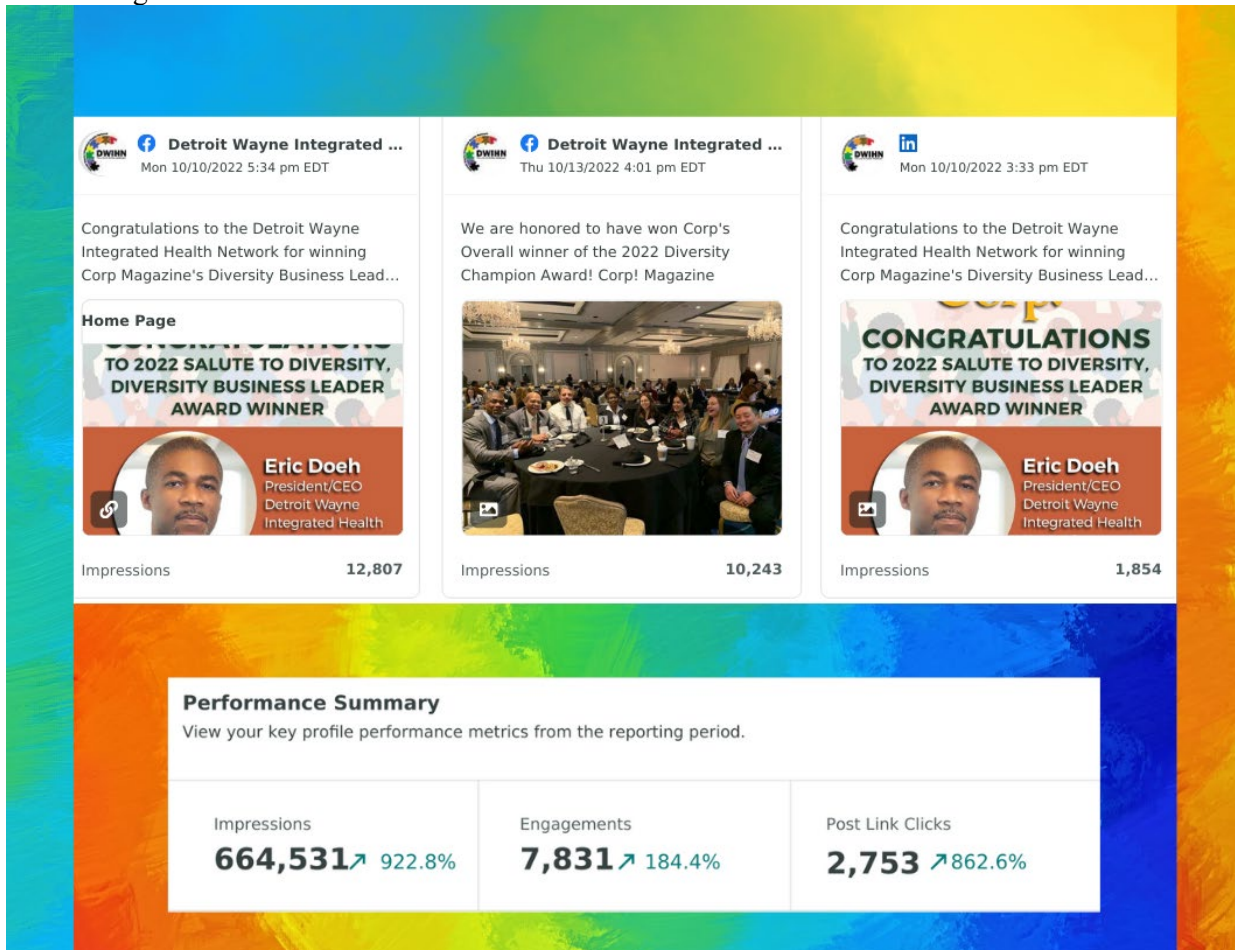 DWIHN
Detroit Wayne Integrated ...
Mon 10/10/2022 5:34 pm EDT
Congratulations to the Detroit Wayne
Integrated Health Network for winning
Corp Magazine's Diversity Business Lead...
Home Page
CONGRATULATIONS
TO 2022 SALUTE TO DIVERSITY,
DIVERSITY BUSINESS LEADER
AWARD WINNER
Eric Doeh
President/CEO
Detroit Wayne
Integrated Health
Impressions 12,807
DWIHN
Detroit Wayne Integrated ...
Thu 10/13/2022 4:01 pm EDT
We are honored to have won Corp's
Overall winner of the 2022 Diversity
Champion Award! Corp! Magazine
Impressions 10,243
DWIHN
in
Mon 10/10/2022 3:33 pm EDT
Congratulations to the Detroit Wayne
Integrated Health Network for winning
Corp Magazine's Diversity Business Lead...
Corp!
CONGRATULATIONS
TO 2022 SALUTE TO DIVERSITY,
DIVERSITY BUSINESS LEADER
AWARD WINNER
Eric Doeh
President/CEO
Detroit Wayne
Integrated Health
Impressions 1,854
Performance Summary
View your key profile performance metrics from the reporting period.
Impressions
664,531 922.8%
Engagements
7,831 184.4%
Post Link Clicks
2,753 862.6%